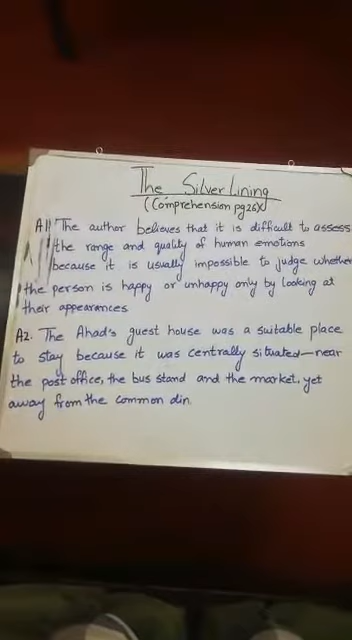 The Silver Lining
(Comprehension pg 26)
A1 The author believes that it is difficult to assess
the range and quality of human emotions
because it is usually impossible to judge whether
the person is happy or unhappy only by looking at
their appearances.
A2. The Ahad's guest house was a suitable place
to stay because it was centrally situated—near
the post office, the bus stand and the market, yet
away from the common din.